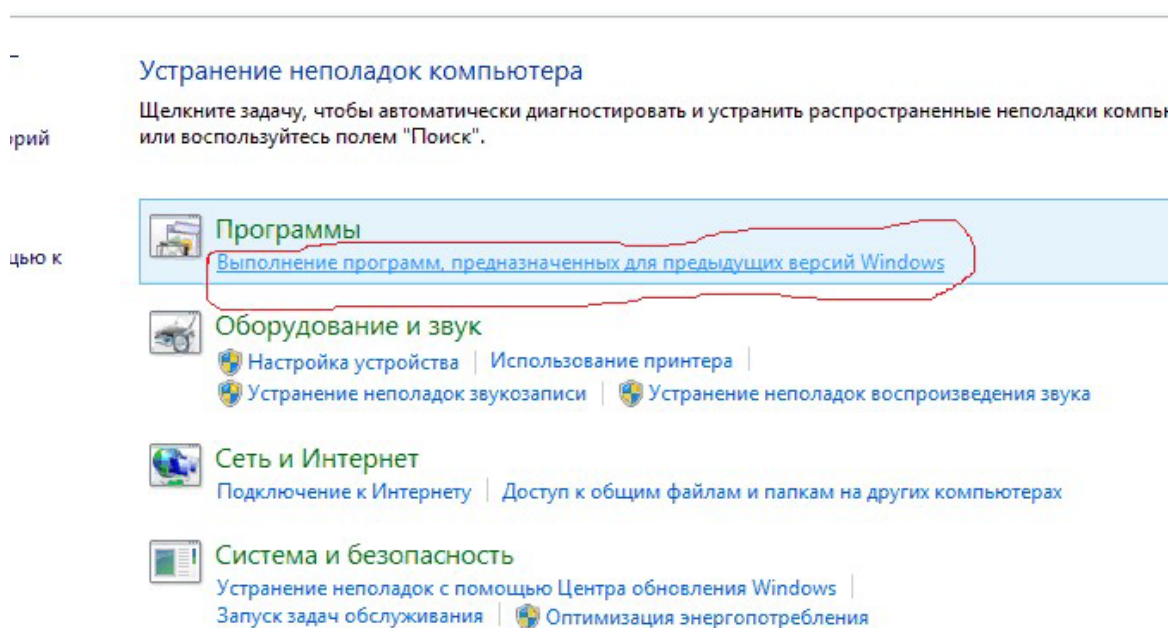 Устранение неполадок компьютера
Щелкните задачу, чтобы автоматически диагностировать и устранить распространенные неполадки
или воспользуйтесь полем "Поиск".
Программы
Выполнение программ, предназначенных для предыдущих версий Windows
Оборудование и звук
Настройка устройства Использование принтера
Устранение неполадок звукозаписи Устранение неполадок воспроизведения звука
Сеть и Интернет
Подключение к Интернету Доступ к общим файлам и папкам на других компьютерах
Система и безопасность
Устранение неполадок с помощью Центра обновления Windows
Запуск задач обслуживания Оптимизация энергопотребления